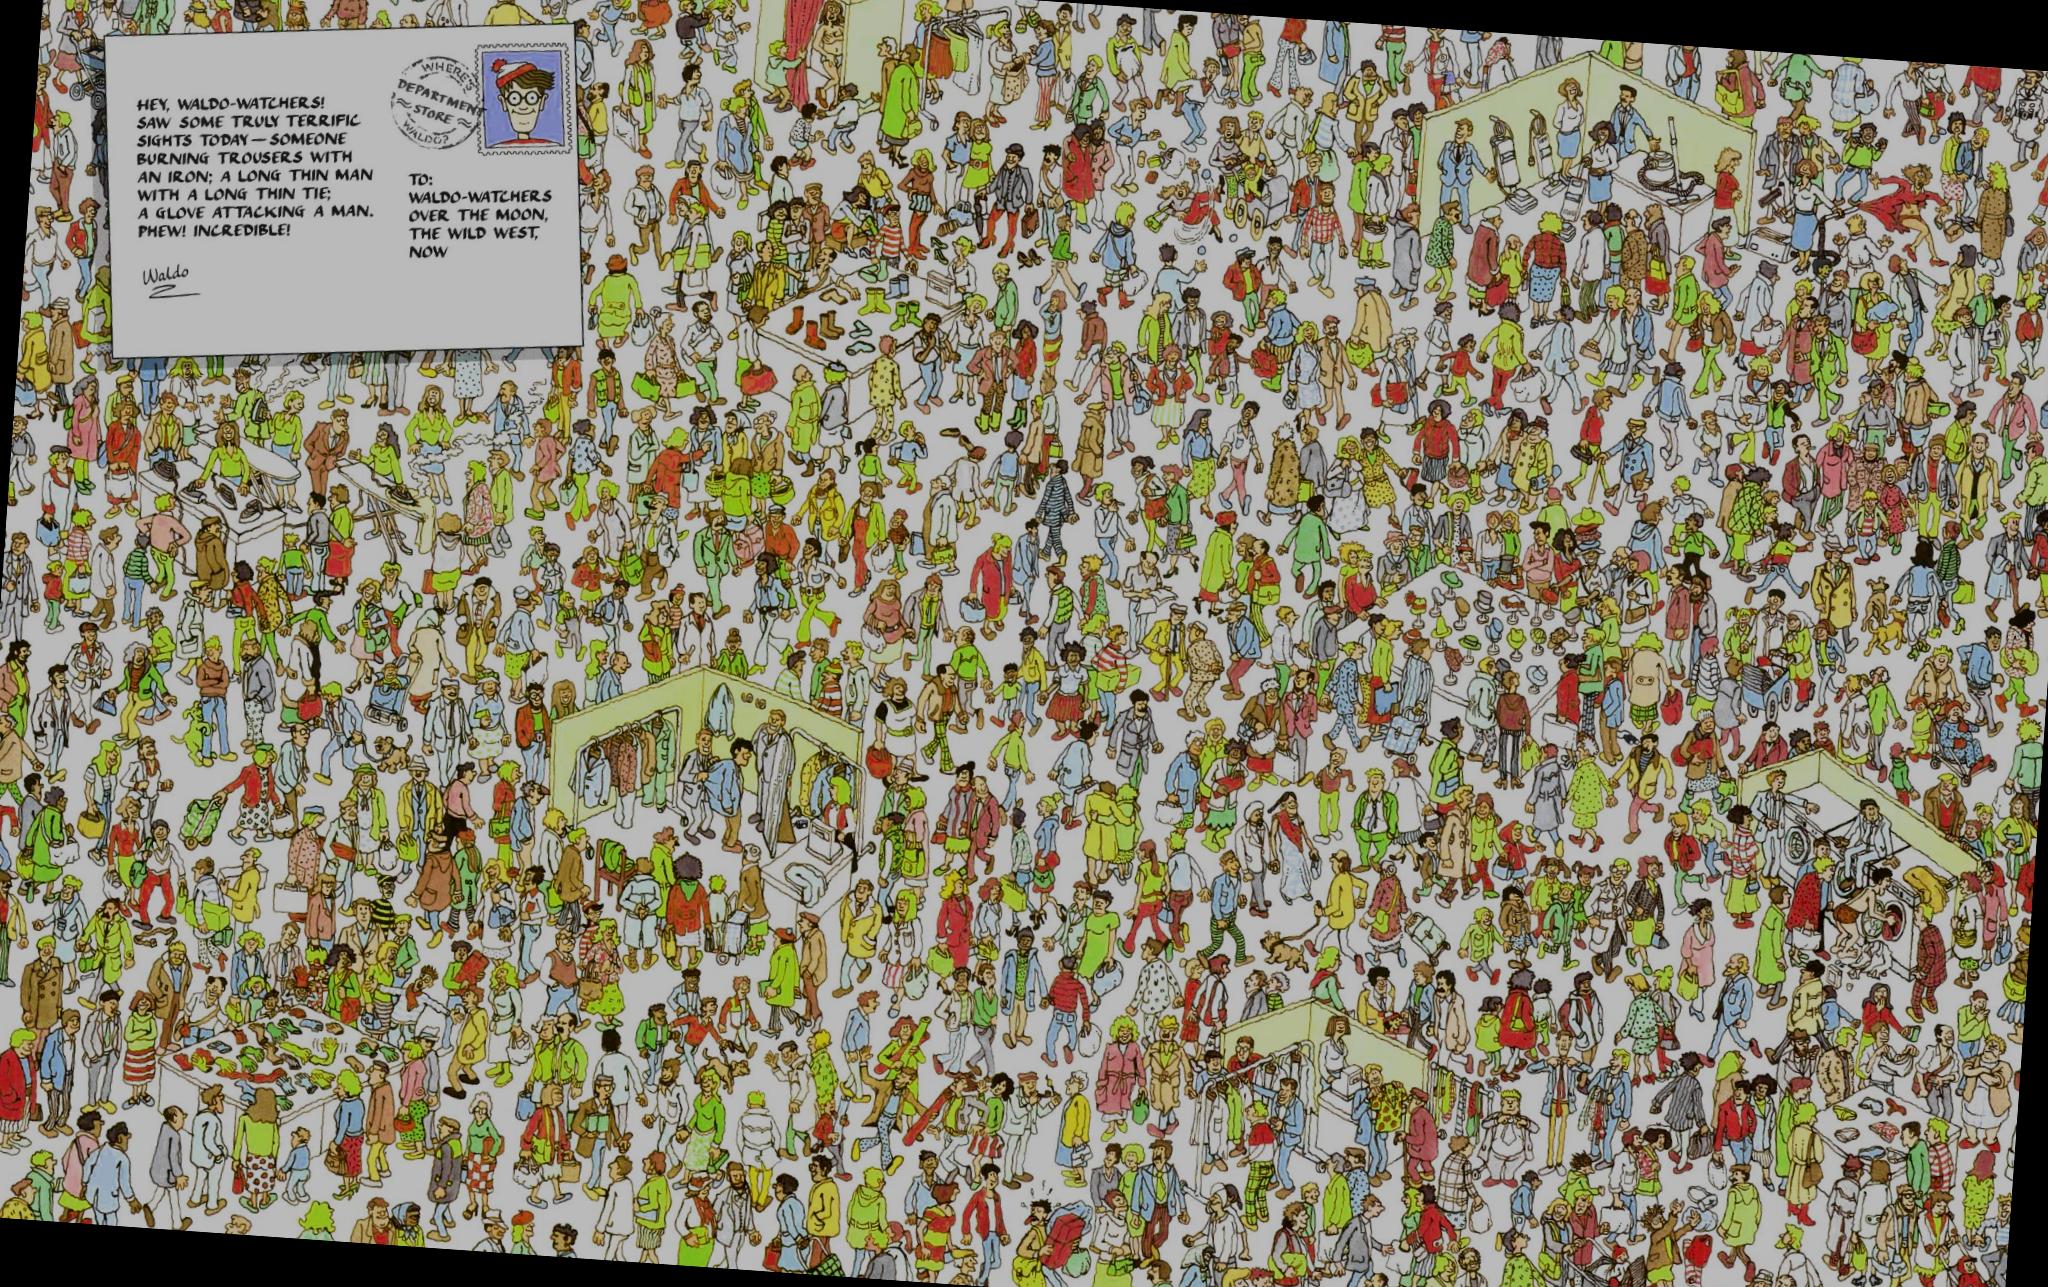 HEY, WALDO-WATCHERS!
SAW SOME TRULY TERRIFIC
SIGHTS TODAY — SOMEONE
BURNING TROUSERS WITH
AN IRON; A LONG THIN MAN
WITH A LONG THIN TIE;
A GLOVE ATTACKING A MAN.
PHEW! INCREDIBLE!
Waldo
WHERE'S
DEPARTMENT
STORE
WALDO?
TO:
WALDO-WATCHERS
OVER THE MOON,
THE WILD WEST,
NOW